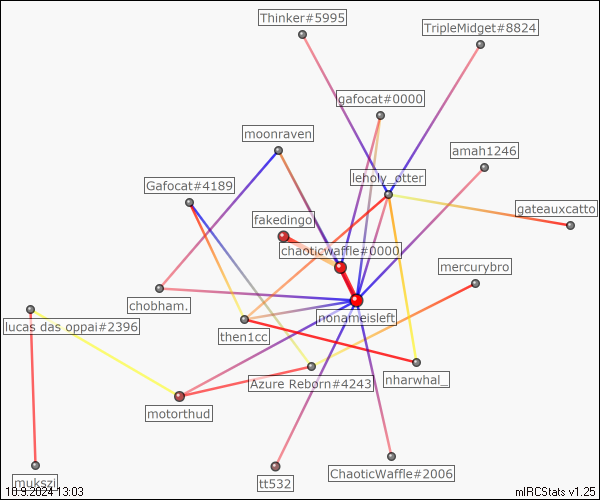 Thinker#5995
TripleMidget#8824
gafocat#0000
moonraven
amah1246
leholy_otter
Gafocat#4189
gateauxcatto
fakedingo
chaoticwaffle#0000
mercurybro
chobham.
nonameisleft
lucas das oppai#2396
then1cc
Azure Reborn#4243
nharwhal_
motorthud
tt532
ChaoticWaffle#2006
mukszi
10.9.2024 13:03
mIRCStats v1.25